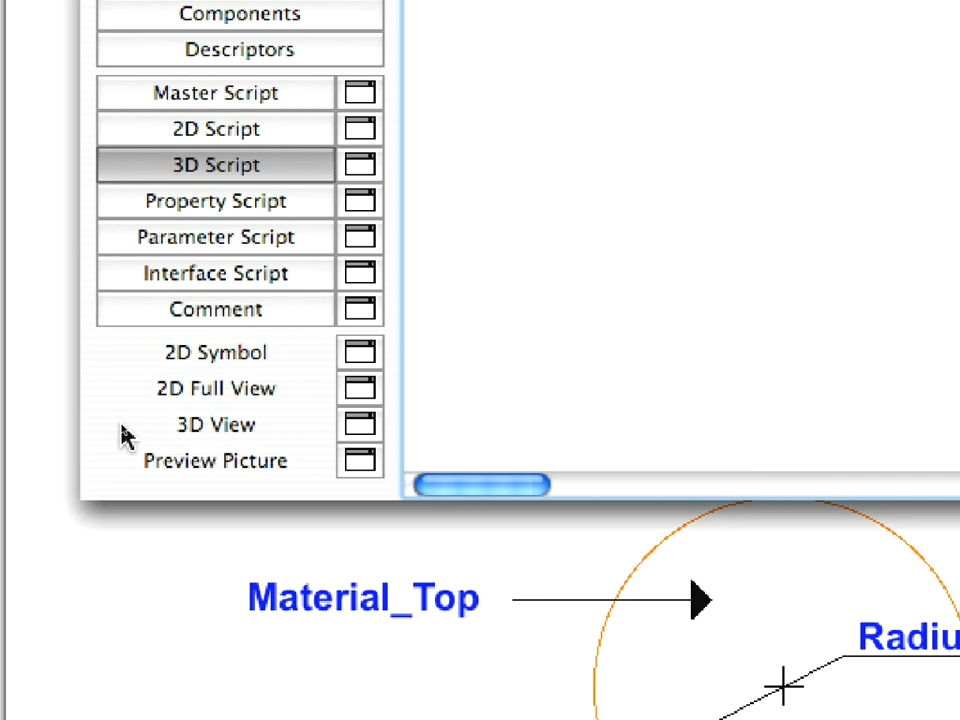 Components
Descriptors
Master Script
2D Script
3D Script
Property Script
Parameter Script
Interface Script
Comment
2D Symbol
2D Full View
3D View
Preview Picture
Material_Top
Radiu